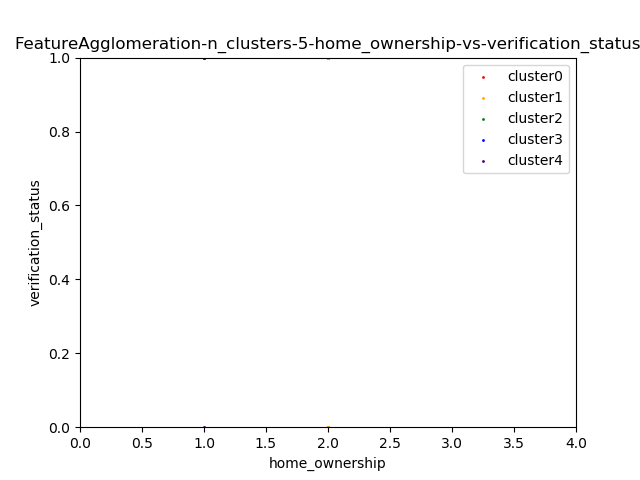 FeatureAgglomeration-n_clusters-5-home_ownership-vs-verification_status
1.0
0.8
0.6
0.4
0.2
0.0
verification_status
cluster0
cluster1
cluster2
cluster3
cluster4
0.0 0.5 1.0 1.5 2.0 2.5 3.0 3.5 4.0
home_ownership